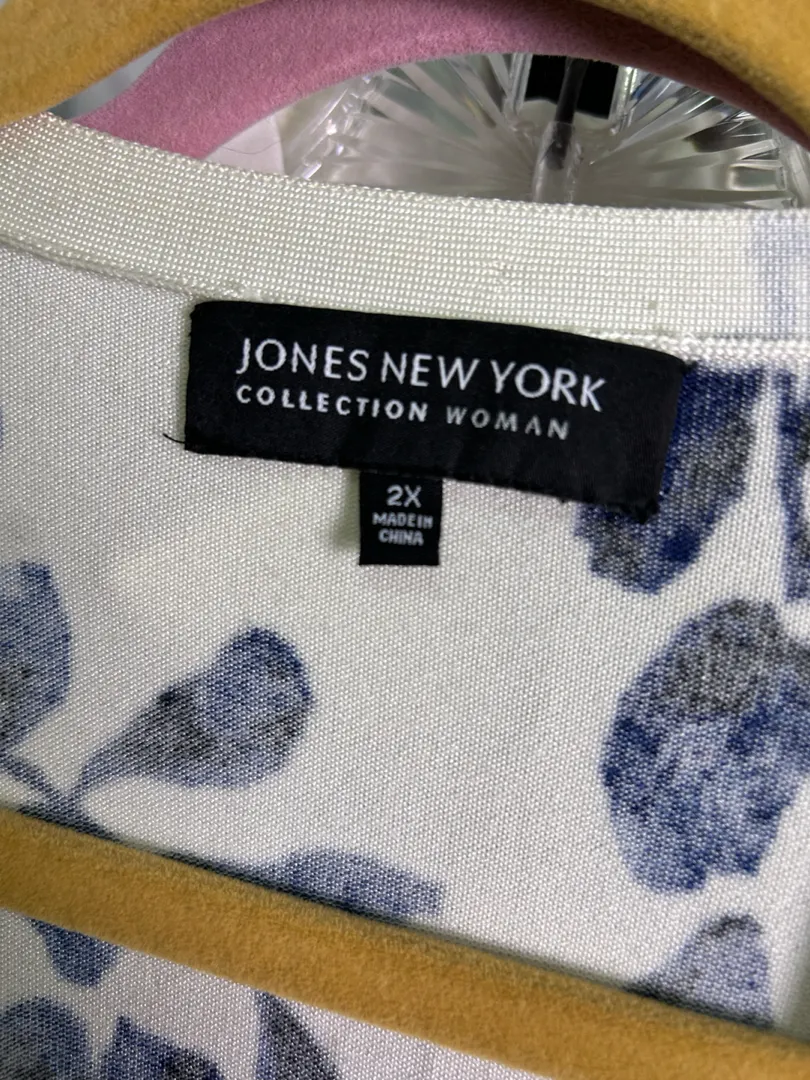 JONES NEW YORK
COLLECTION WOMAN
2X
MADE IN
CHINA